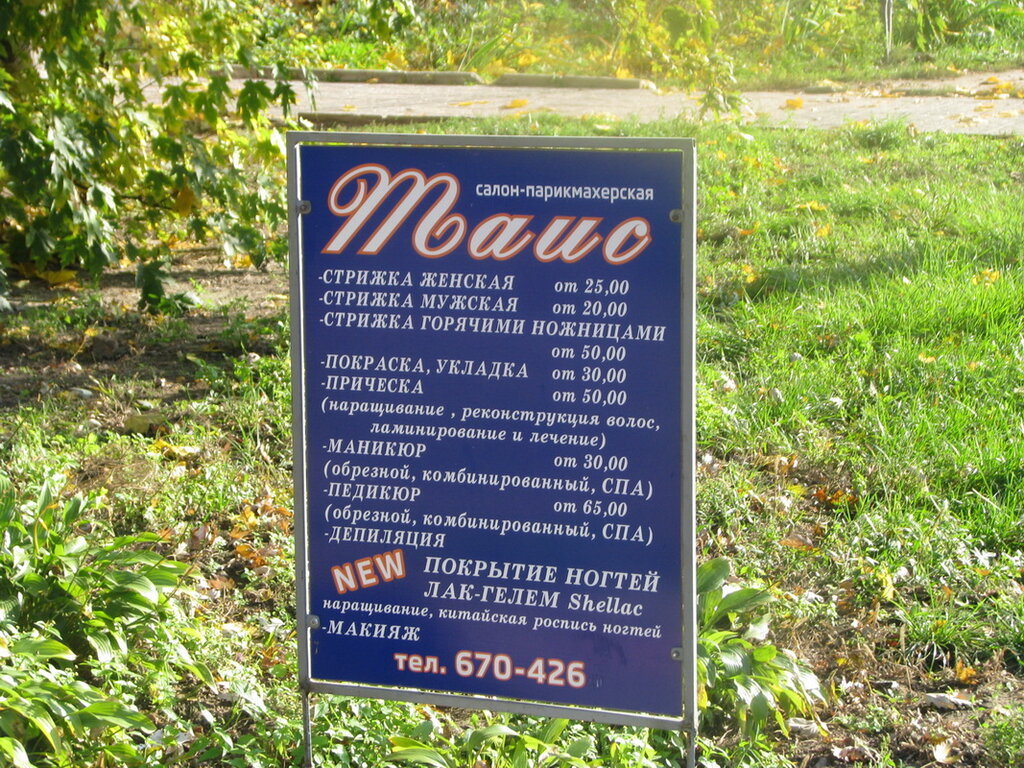 салон-парикмахерская
Таис
-СТРИЖКА ЖЕНСКАЯ от 25,00
-СТРИЖКА МУЖСКАЯ от 20,00
-СТРИЖКА ГОРЯЧИМИ НОЖНИЦАМИ
от 50,00
-ПОКРАСКА, УКЛАДКА от 30,00
-ПРИЧЕСКА от 50,00
(наращивание , реконструкция волос,
ламинирование и лечение)
-МАНИКЮР от 30,00
(обрезной, комбинированный, СПА)
-ПЕДИКЮР от 65,00
(обрезной, комбинированный, СПА)
-ДЕПИЛЯЦИЯ
NEW ПОКРЫТИЕ НОГТЕЙ
ЛАК-ГЕЛЕМ Shellac
наращивание, китайская роспись ногтей
-МАКИЯЖ
тел. 670-426